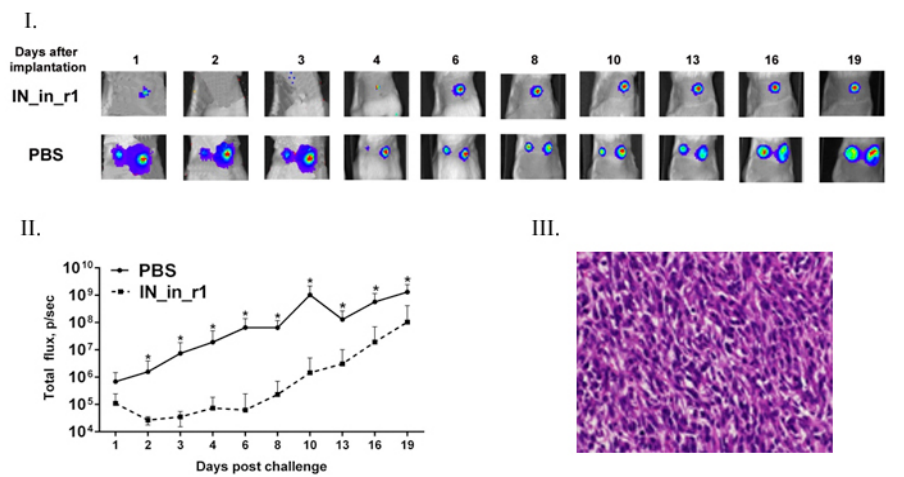 I.
Days after
implantation
1 2 3 4 6 8 10 13 16 19
IN_in_r1
PBS
II.
III.
PBS
IN_in_r1
Total flux, p/sec
10¹⁰
10⁹
10⁸
10⁷
10⁶
10⁵
10⁴
* * * * * * * * *
1 2 3 4 6 8 10 13 16 19
Days post challenge